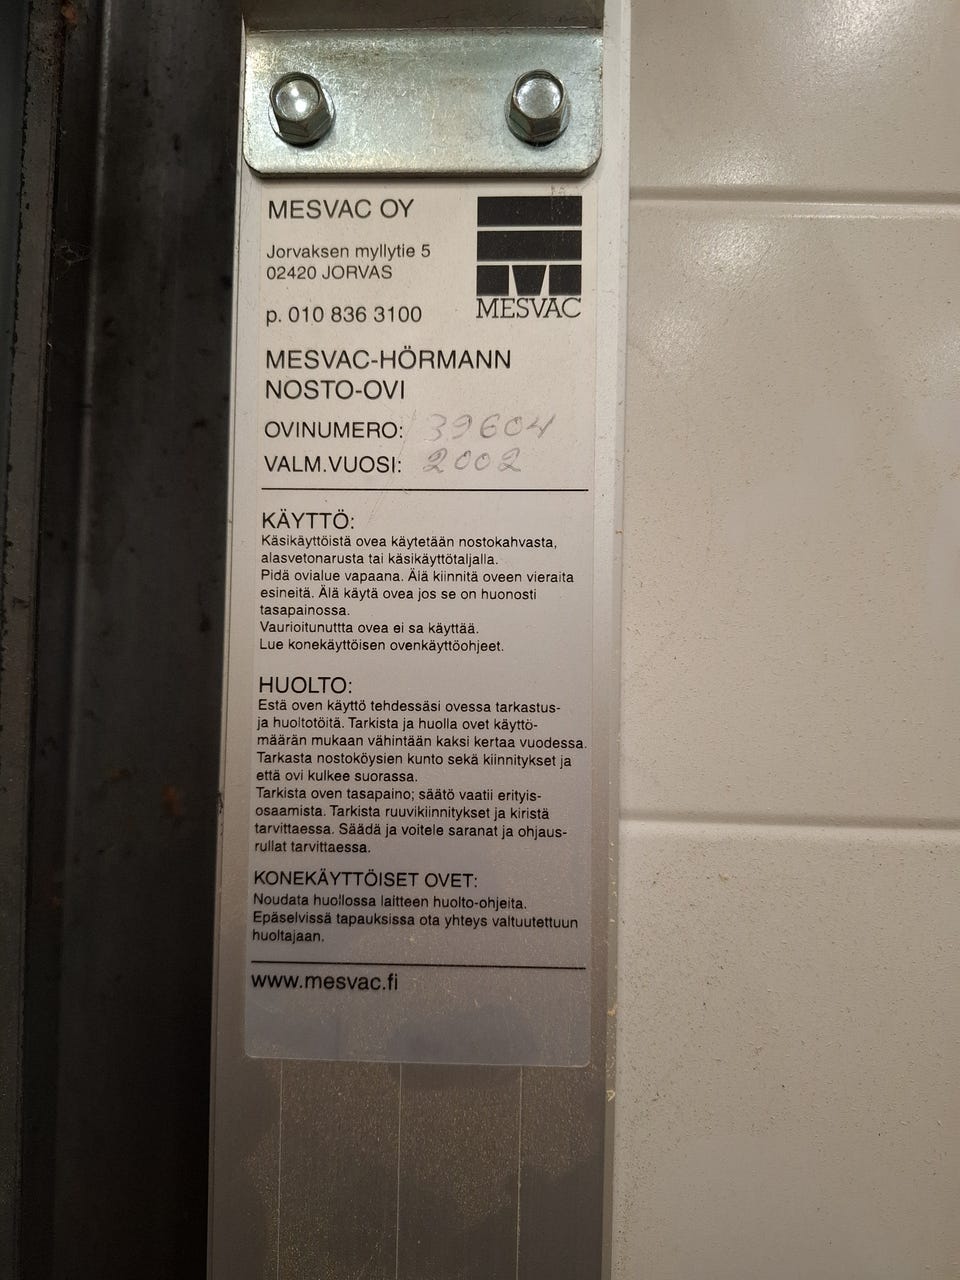 MESVAC OY
Jorvaksen myllytie 5
02420 JORVAS
p. 010 836 3100
MESVAC
MESVAC-HÖRMANN
NOSTO-OVI
OVINUMERO: 39604
VALM.VUOSI: 2002
KÄYTTÖ:
Käsikäyttöistä ovea käytetään nostokahvasta,
alasvetonarusta tai käsikäyttötaljalla.
Pidä ovialue vapaana. Älä kiinnitä oveen vieraita
esineitä. Älä käytä ovea jos se on huonosti
tasapainossa.
Vaurioitunuttta ovea ei sa käyttää.
Lue konekäyttöisen ovenkäyttöohjeet.
HUOLTO:
Estä oven käyttö tehdessäsi ovessa tarkastus-
ja huoltotöitä. Tarkista ja huolla ovet käyttö-
määrän mukaan vähintään kaksi kertaa vuodessa.
Tarkasta nostoköysien kunto sekä kiinnitykset ja
että ovi kulkee suorassa.
Tarkista oven tasapaino; säätö vaatii erityis-
osaamista. Tarkista ruuvikiinnitykset ja kiristä
tarvittaessa. Säädä ja voitele saranat ja ohjaus-
rullat tarvittaessa.
KONEKÄYTTÖISET OVET:
Noudata huollossa laitteen huolto-ohjeita.
Epäselvissä tapauksissa ota yhteys valtuutettuun
huoltajaan.
www.mesvac.fi